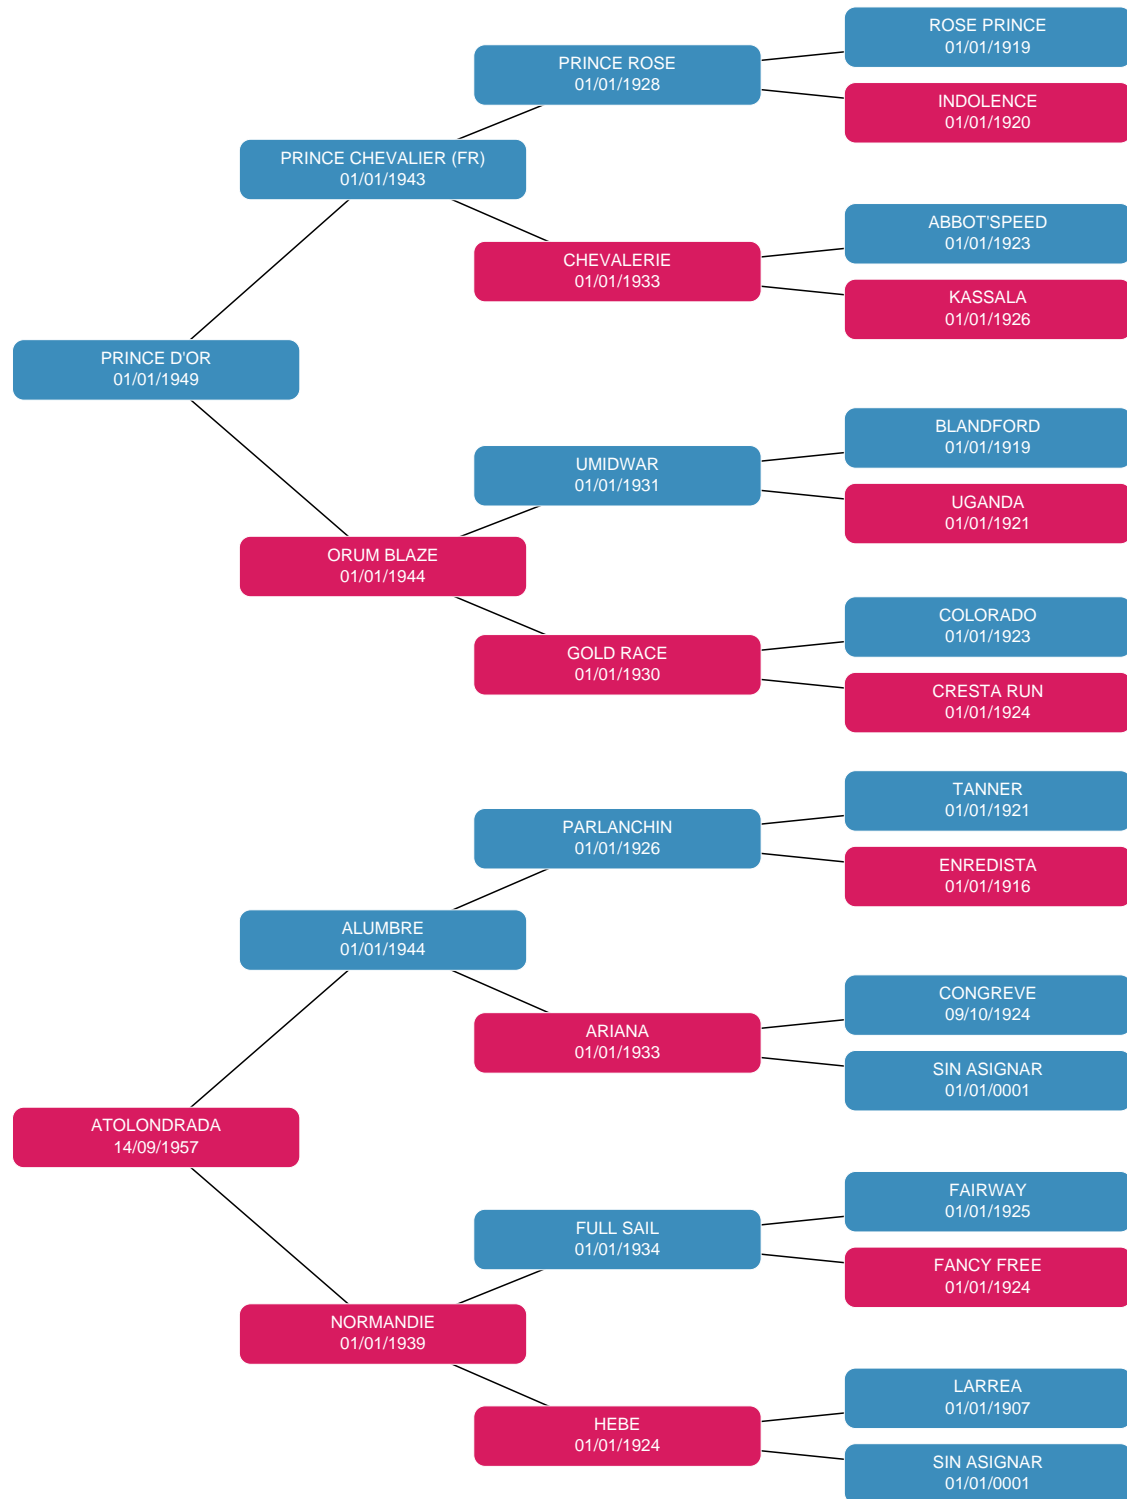 ROSE PRINCE
01/01/1919
PRINCE ROSE
01/01/1928
INDOLENCE
01/01/1920
PRINCE CHEVALIER (FR)
01/01/1943
ABBOT'SPEED
01/01/1923
CHEVALERIE
01/01/1933
KASSALA
01/01/1926
PRINCE D'OR
01/01/1949
BLANDFORD
01/01/1919
UMIDWAR
01/01/1931
UGANDA
01/01/1921
ORUM BLAZE
01/01/1944
COLORADO
01/01/1923
GOLD RACE
01/01/1930
CRESTA RUN
01/01/1924
TANNER
01/01/1921
PARLANCHIN
01/01/1926
ENREDISTA
01/01/1916
ALUMBRE
01/01/1944
CONGREVE
09/10/1924
ARIANA
01/01/1933
SIN ASIGNAR
01/01/0001
ATOLONDRADA
14/09/1957
FAIRWAY
01/01/1925
FULL SAIL
01/01/1934
FANCY FREE
01/01/1924
NORMANDIE
01/01/1939
LARREA
01/01/1907
HEBE
01/01/1924
SIN ASIGNAR
01/01/0001